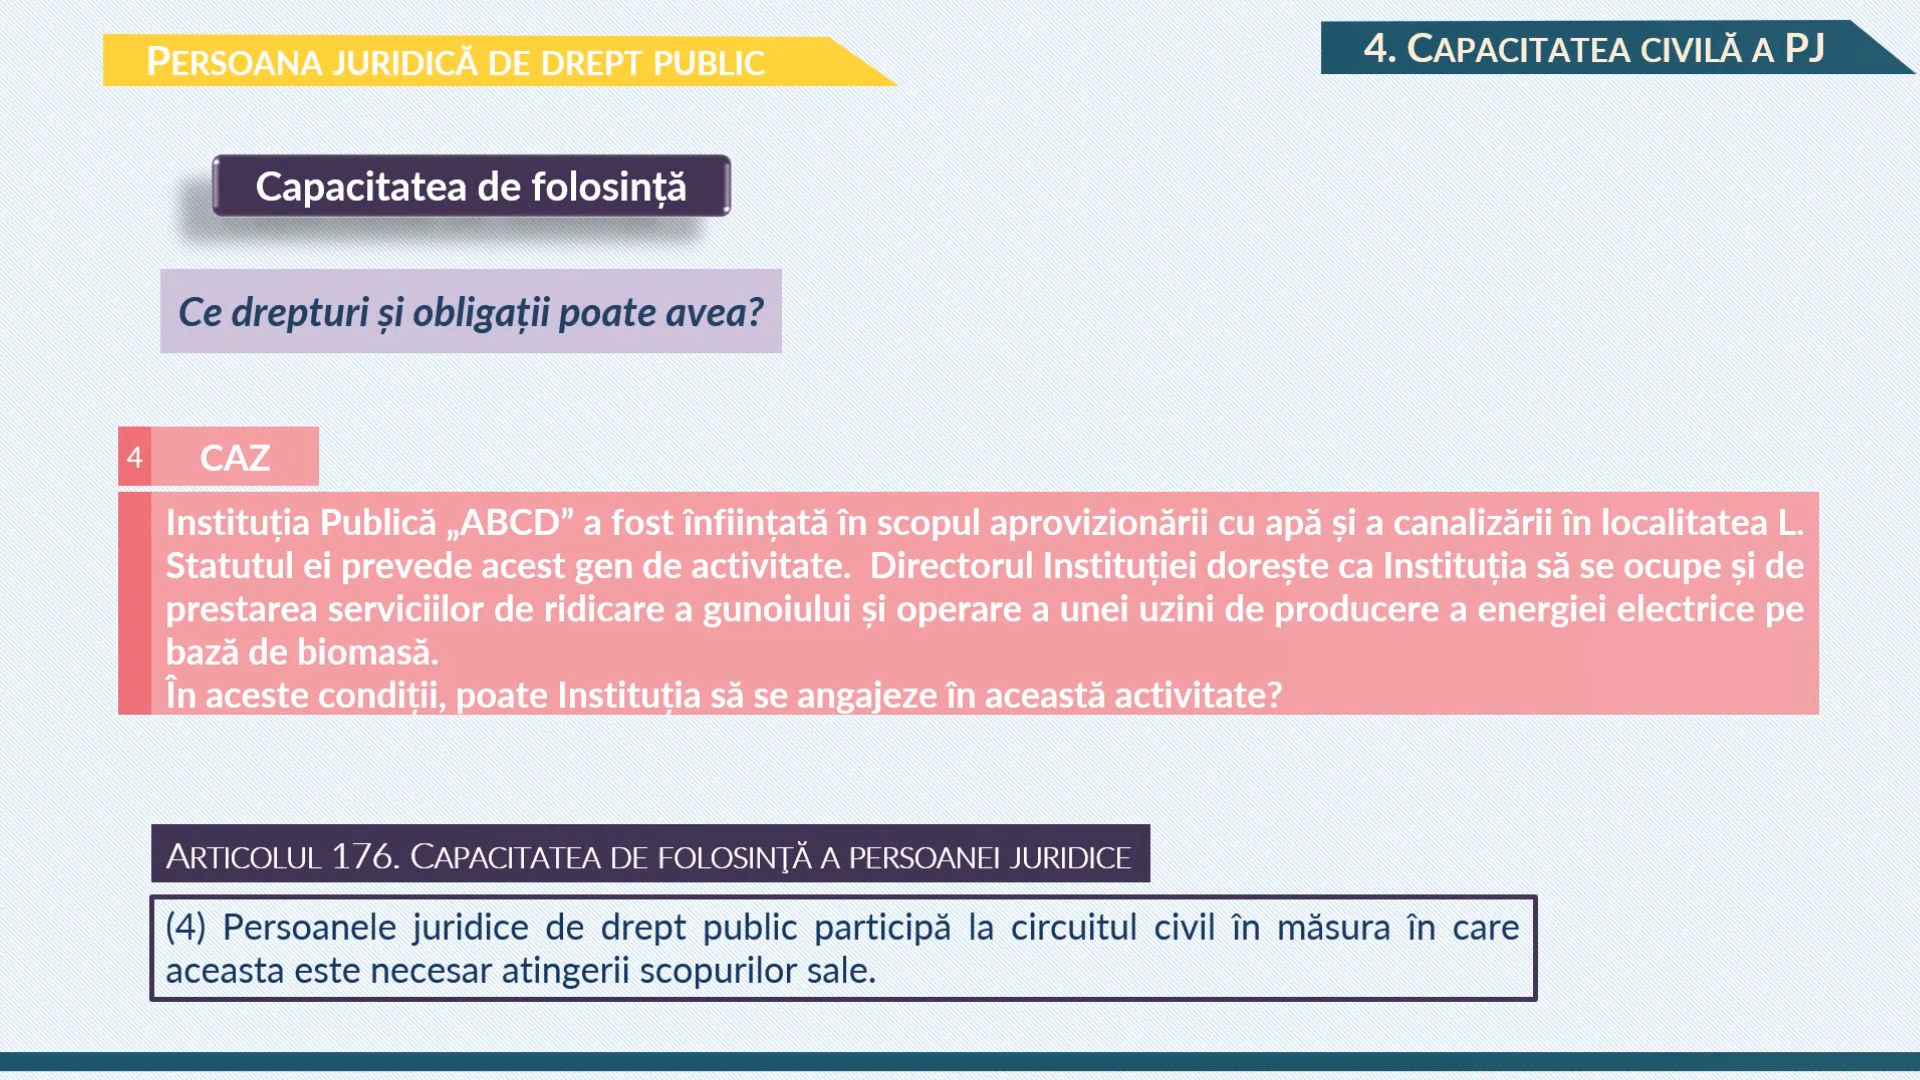 PERSOANA JURIDICĂ DE DREPT PUBLIC
4. CAPACITATEA CIVILĂ A PJ
Capacitatea de folosință
Ce drepturi și obligații poate avea?
4 CAZ
Instituția Publică „ABCD” a fost înființată în scopul aprovizionării cu apă și a canalizării în localitatea L.
Statutul ei prevede acest gen de activitate. Directorul Instituției dorește ca Instituția să se ocupe și de
prestarea serviciilor de ridicare a gunoiului și operare a unei uzini de producere a energiei electrice pe
bază de biomasă.
În aceste condiții, poate Instituția să se angajeze în această activitate?
ARTICOLUL 176. CAPACITATEA DE FOLOSINŢĂ A PERSOANEI JURIDICE
(4) Persoanele juridice de drept public participă la circuitul civil în măsura în care
aceasta este necesar atingerii scopurilor sale.